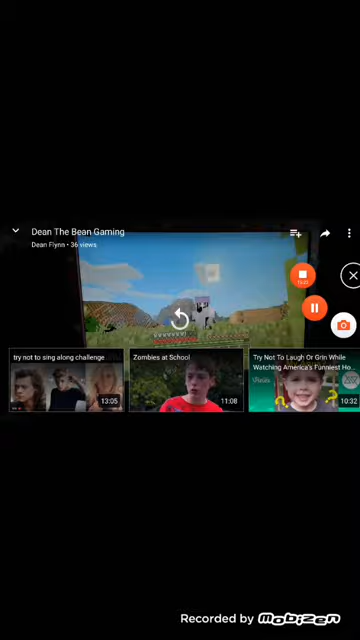 Dean The Bean Gaming
Dean Flynn • 36 views
try not to sing along challenge
13:05
Zombies at School
11:08
Try Not To Laugh or Grin While
Watching America's Funniest Ho...
10:32
Recorded by Mobizen